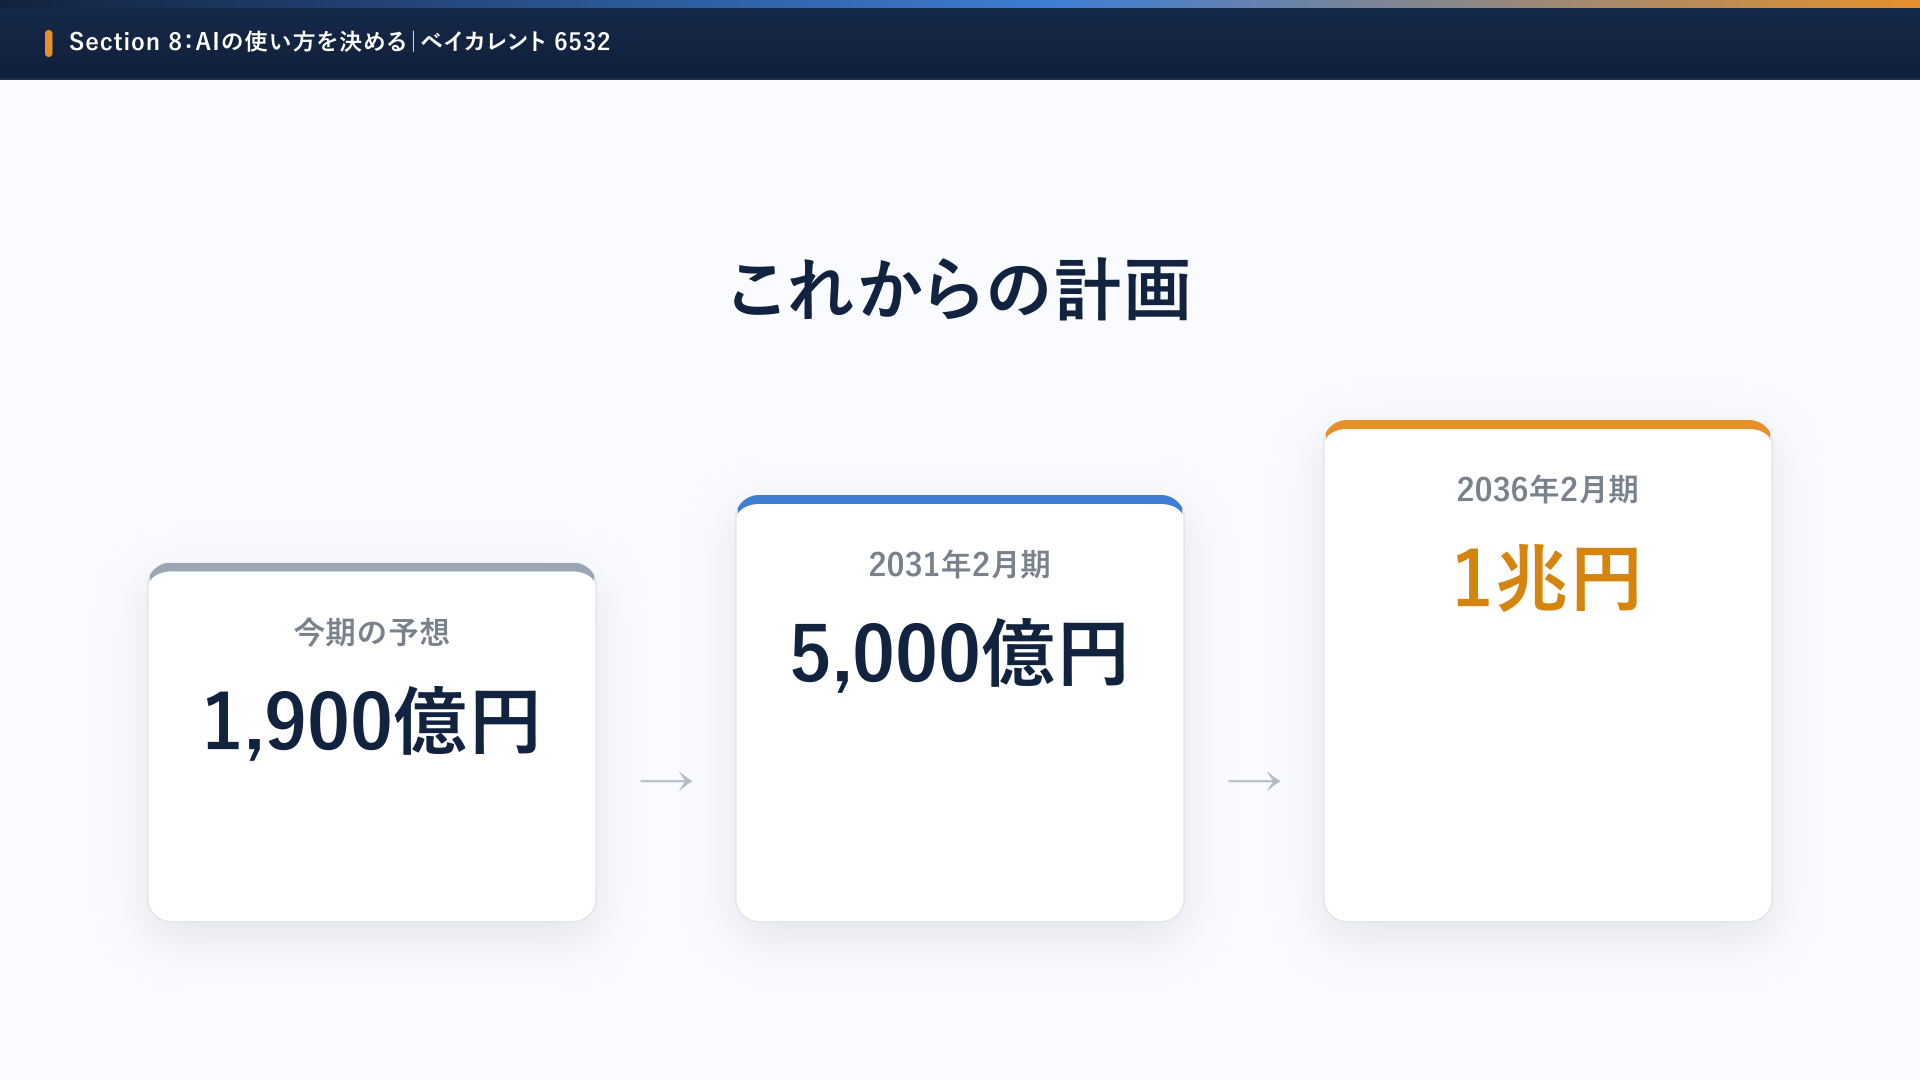 Section 8：AIの使い方を決める｜ベイカレント 6532
これからの計画
今期の予想
1,900億円
→
2031年2月期
5,000億円
→
2036年2月期
1兆円